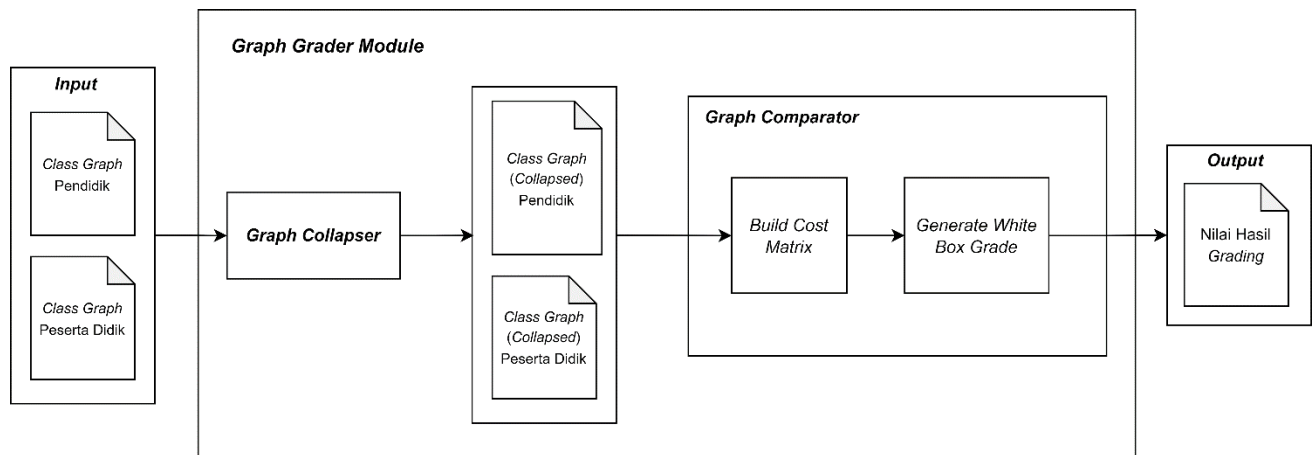 Graph Grader Module
Input
Class Graph
Pendidik
Class Graph
Peserta Didik
Graph Collapser
Class Graph
(Collapsed)
Pendidik
Class Graph
(Collapsed)
Peserta Didik
Graph Comparator
Build Cost
Matrix
Generate White
Box Grade
Output
Nilai Hasil
Grading